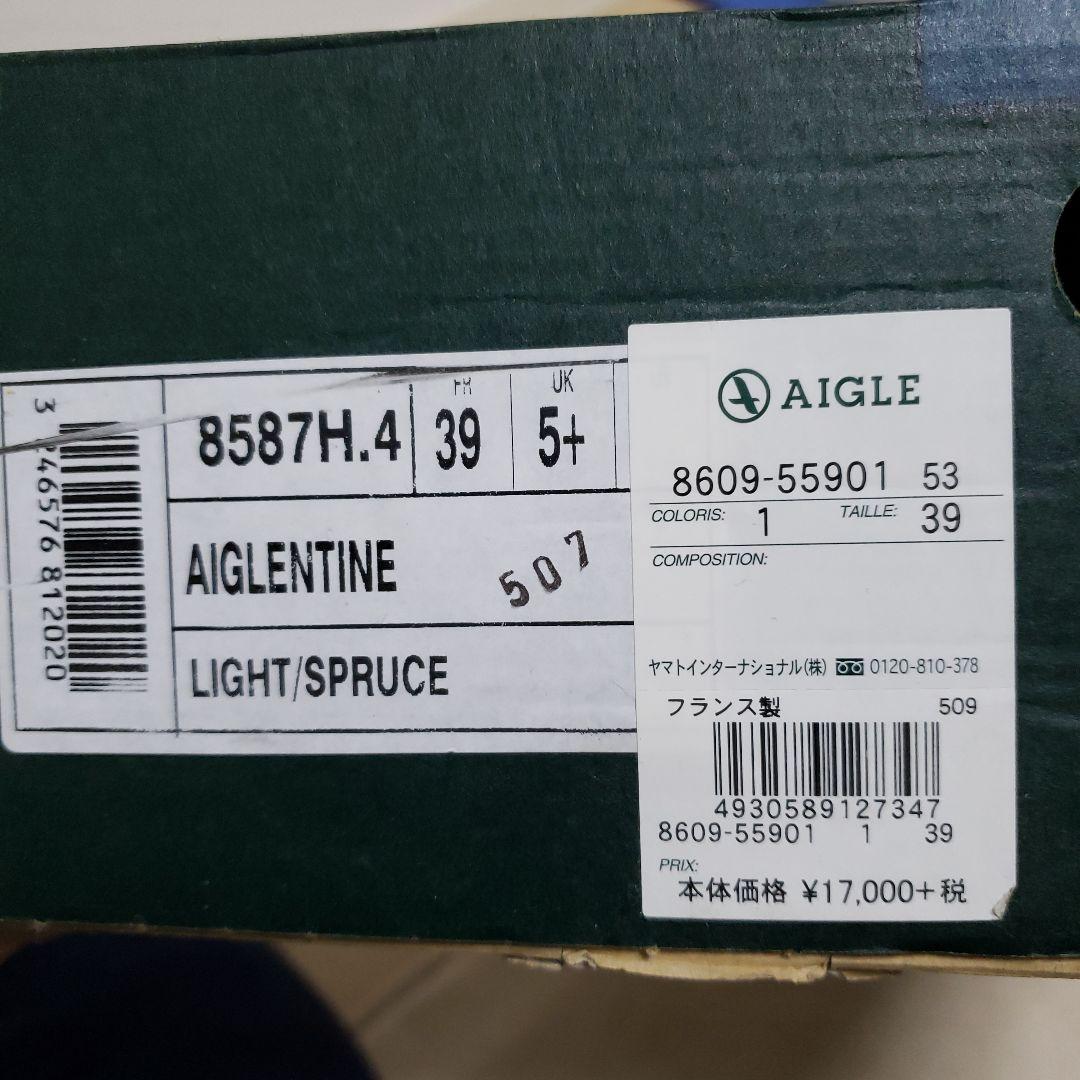 FR
UK
8587H.4
39
5+
AIGLENTINE
507
LIGHT/SPRUCE
246576 812020
AIGLE
8609-55901 53
COLORIS: 1 TAILLE: 39
COMPOSITION:
ヤマトインターナショナル(株) 0120-810-378
フランス製 509
4930589127347
8609-55901 1 39
PRIX:
本体価格 ¥17,000+税